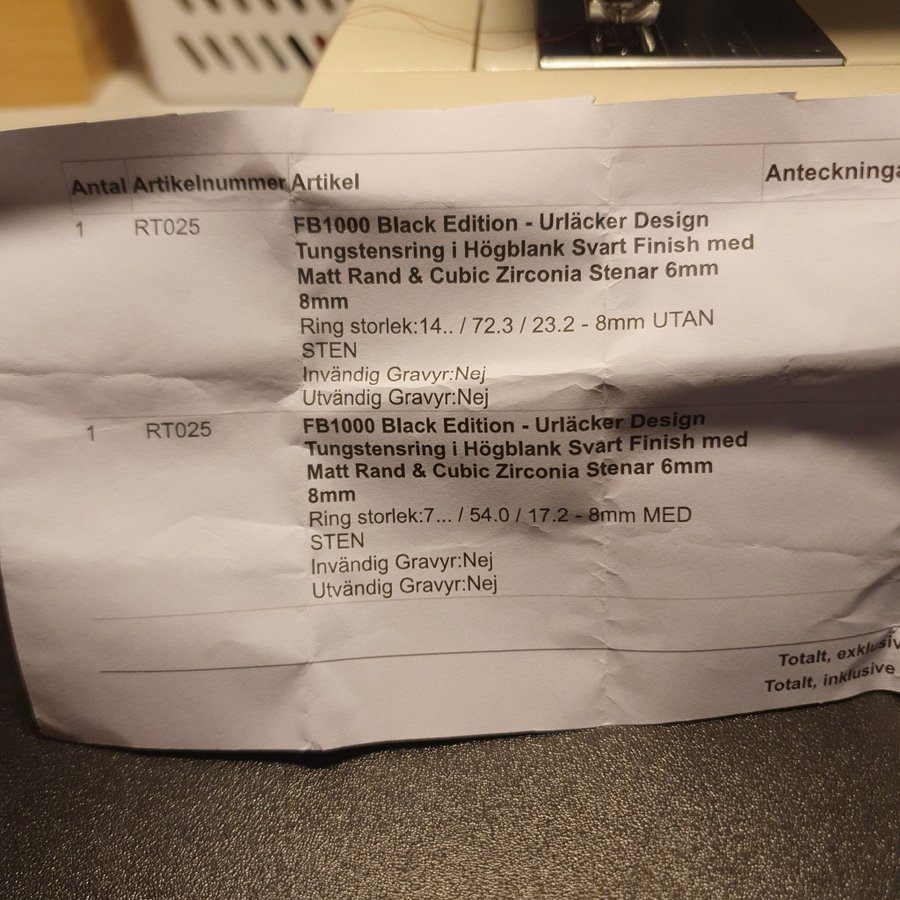 Antal Artikelnummer Artikel Anteckninga
1 RT025 FB1000 Black Edition - Urläcker Design
Tungstensring i Högblank Svart Finish med
Matt Rand & Cubic Zirconia Stenar 6mm
8mm
Ring storlek:14.. / 72.3 / 23.2 - 8mm UTAN
STEN
Invändig Gravyr:Nej
Utvändig Gravyr:Nej
1 RT025 FB1000 Black Edition - Urläcker Design
Tungstensring i Högblank Svart Finish med
Matt Rand & Cubic Zirconia Stenar 6mm
8mm
Ring storlek:7... / 54.0 / 17.2 - 8mm MED
STEN
Invändig Gravyr:Nej
Utvändig Gravyr:Nej
Totalt, exklusiv
Totalt, inklusive